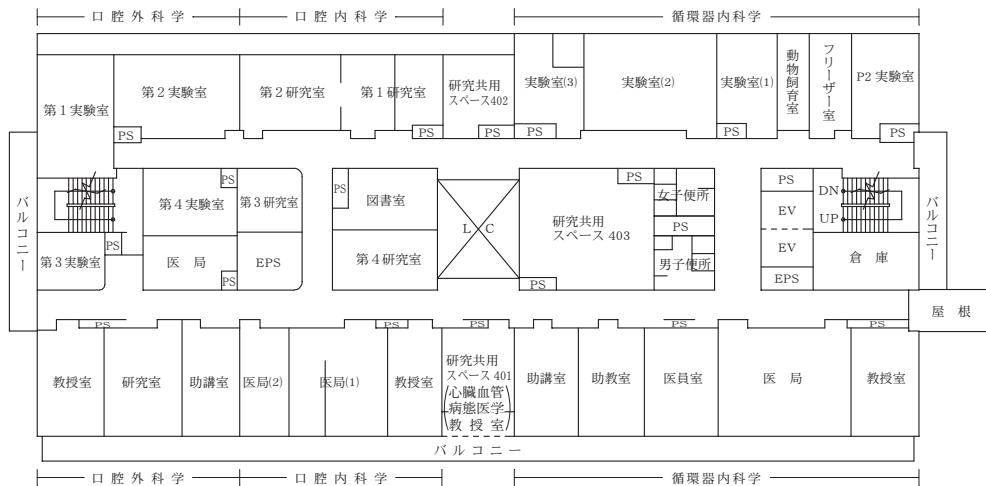 口腔外科学
口腔内科学
循環器内科学
第1実験室
第2実験室
第2研究室
第1研究室
研究共用
スペース402
実験室(3)
実験室(2)
実験室(1)
動物飼育室
フリーザー室
P2 実験室
PS
PS
PS
PS
PS
PS
バルコニー
第4実験室
PS
第3研究室
PS
図書室
L C
研究共用
スペース 403
PS
女子便所
PS
男子便所
PS
EV
EV
EPS
DN
UP
倉庫
バルコニー
PS
第3実験室
医局
PS
EPS
第4研究室
PS
屋根
PS
PS
PS
PS
PS
教授室
研究室
助講室
医局(2)
医局(1)
教授室
研究共用
スペース 401
(心臓血管
病態医学
教授室)
助講室
助教室
医員室
医局
教授室
バルコニー
口腔外科学
口腔内科学
循環器内科学